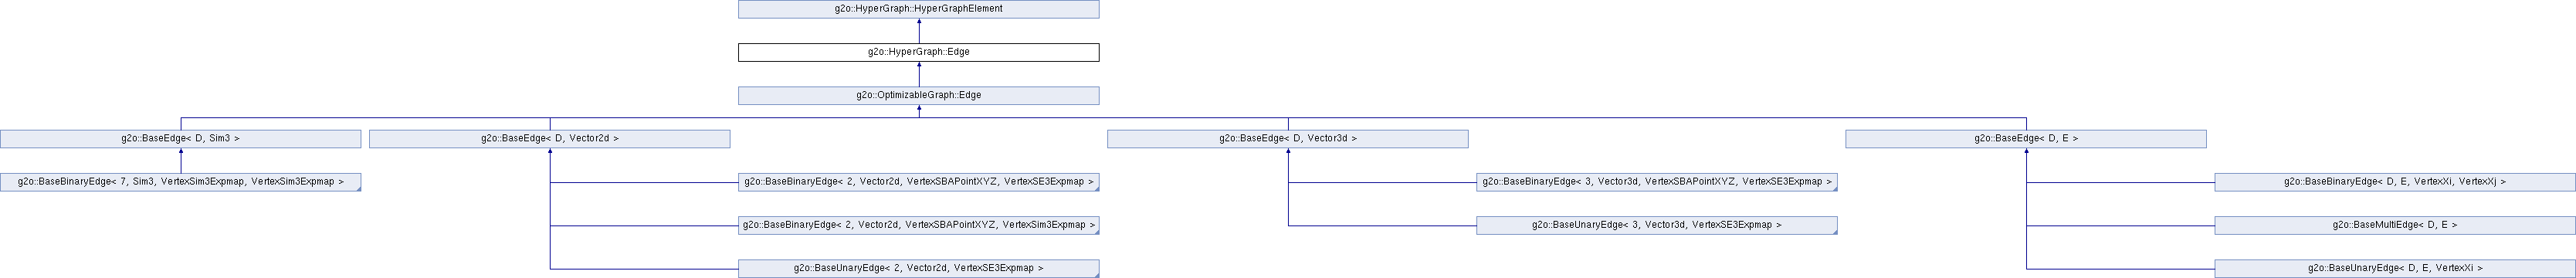 g2o::HyperGraph::HyperGraphElement
g2o::HyperGraph::Edge
g2o::OptimizableGraph::Edge
g2o::BaseEdge< D, Sim3 >
g2o::BaseEdge< D, Vector2d >
g2o::BaseEdge< D, Vector3d >
g2o::BaseEdge< D, E >
g2o::BaseBinaryEdge< 7, Sim3, VertexSim3Expmap, VertexSim3Expmap >
g2o::BaseBinaryEdge< 2, Vector2d, VertexSBAPointXYZ, VertexSE3Expmap >
g2o::BaseBinaryEdge< 3, Vector3d, VertexSBAPointXYZ, VertexSE3Expmap >
g2o::BaseBinaryEdge< D, E, VertexXi, VertexXj >
g2o::BaseBinaryEdge< 2, Vector2d, VertexSBAPointXYZ, VertexSim3Expmap >
g2o::BaseUnaryEdge< 3, Vector3d, VertexSE3Expmap >
g2o::BaseMultiEdge< D, E >
g2o::BaseUnaryEdge< 2, Vector2d, VertexSE3Expmap >
g2o::BaseUnaryEdge< D, E, VertexXi >